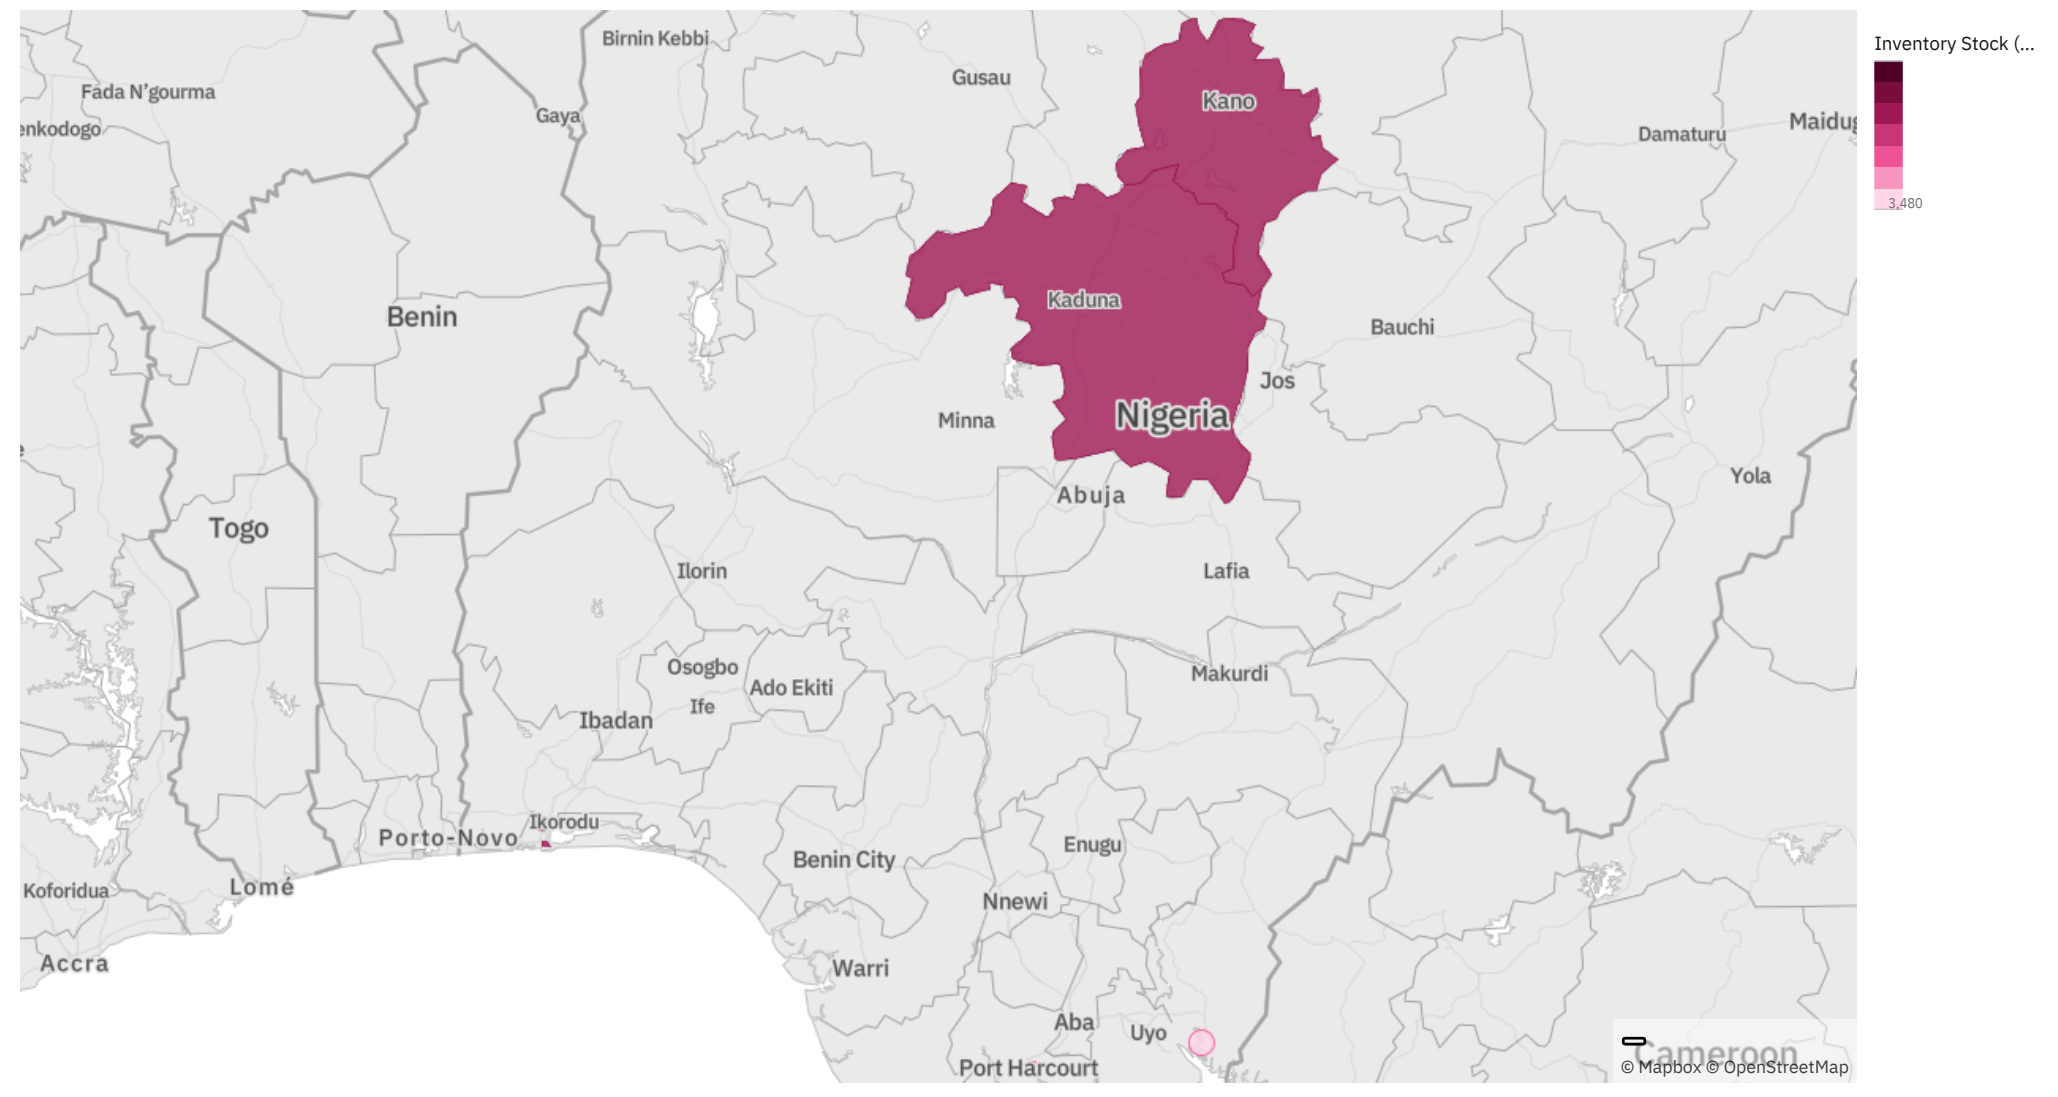 Birnin Kebbi
Gusau
Fada N’gourma
Kano
Gaya
enkodogo
Damaturu
Maidug
Kaduna
Benin
Bauchi
Jos
Nigeria
Minna
e
Yola
Abuja
Togo
Ilorin
Lafia
Osogbo
Makurdi
Ado Ekiti
Ife
Ibadan
Ikorodu
Porto-Novo
Enugu
Benin City
Lomé
Koforidua
Nnewi
Accra
Warri
Aba
Uyo
Cameroon
Port Harcourt
© Mapbox © OpenStreetMap
Inventory Stock (...
3,480